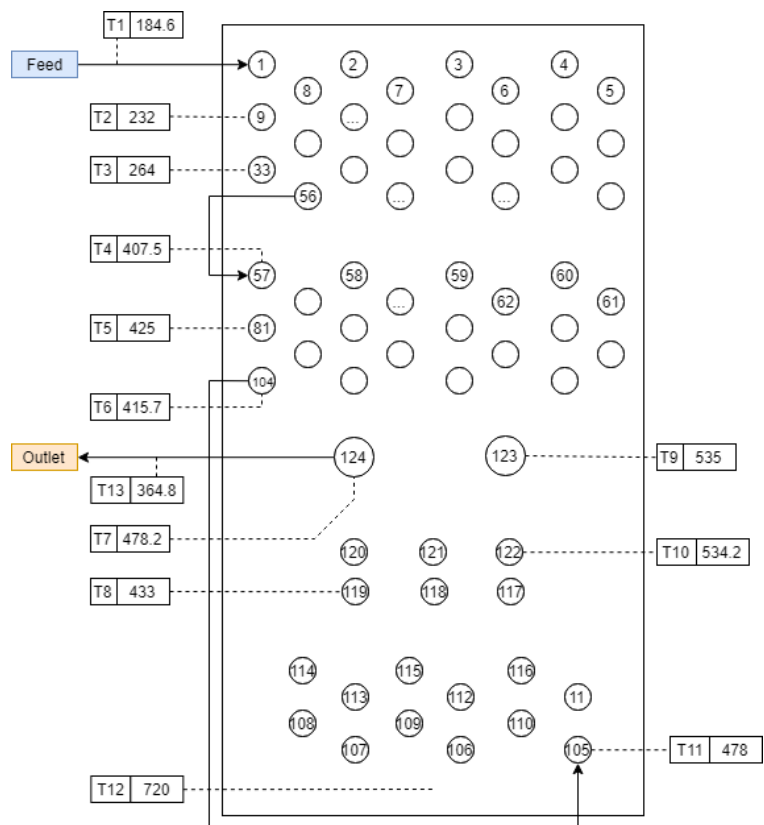 T1 184.6
Feed
1 2 3 4
8 7 6 5
T2 232
9 ...
T3 264
33
56 ... ...
T4 407.5
57 58 59 60
... 62 61
T5 425
81
104
T6 415.7
Outlet
124 123
T9 535
T13 364.8
T7 478.2
120 121 122
T10 534.2
T8 433
119 118 117
114 115 116
113 112 11
108 109 110
107 106 105
T11 478
T12 720